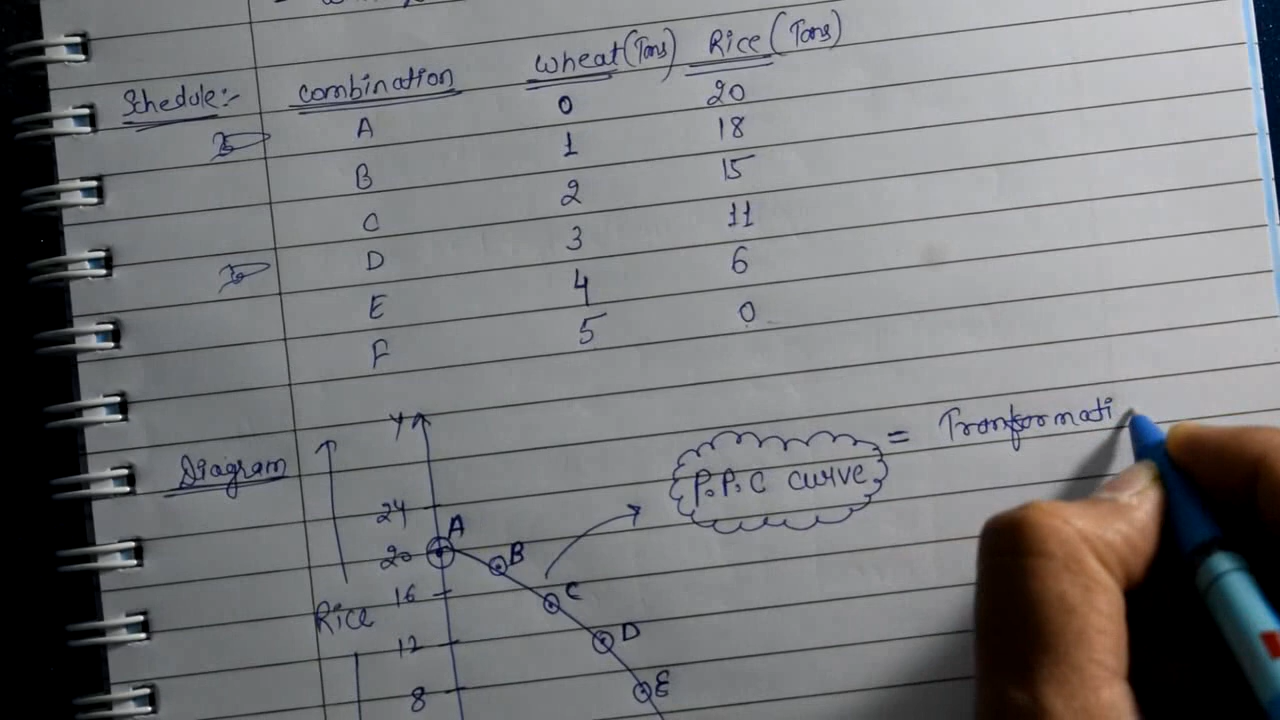 Wheat(Tons) Rice (Tons)
Schedule:- Combination
0 20
A 1 18
B 2 15
C 3 11
D 4 6
E 5 0
F
= Tranformati
Y
Diagram P.P.C curve
24 A
20 B
16 C
Rice
12 D
8 E